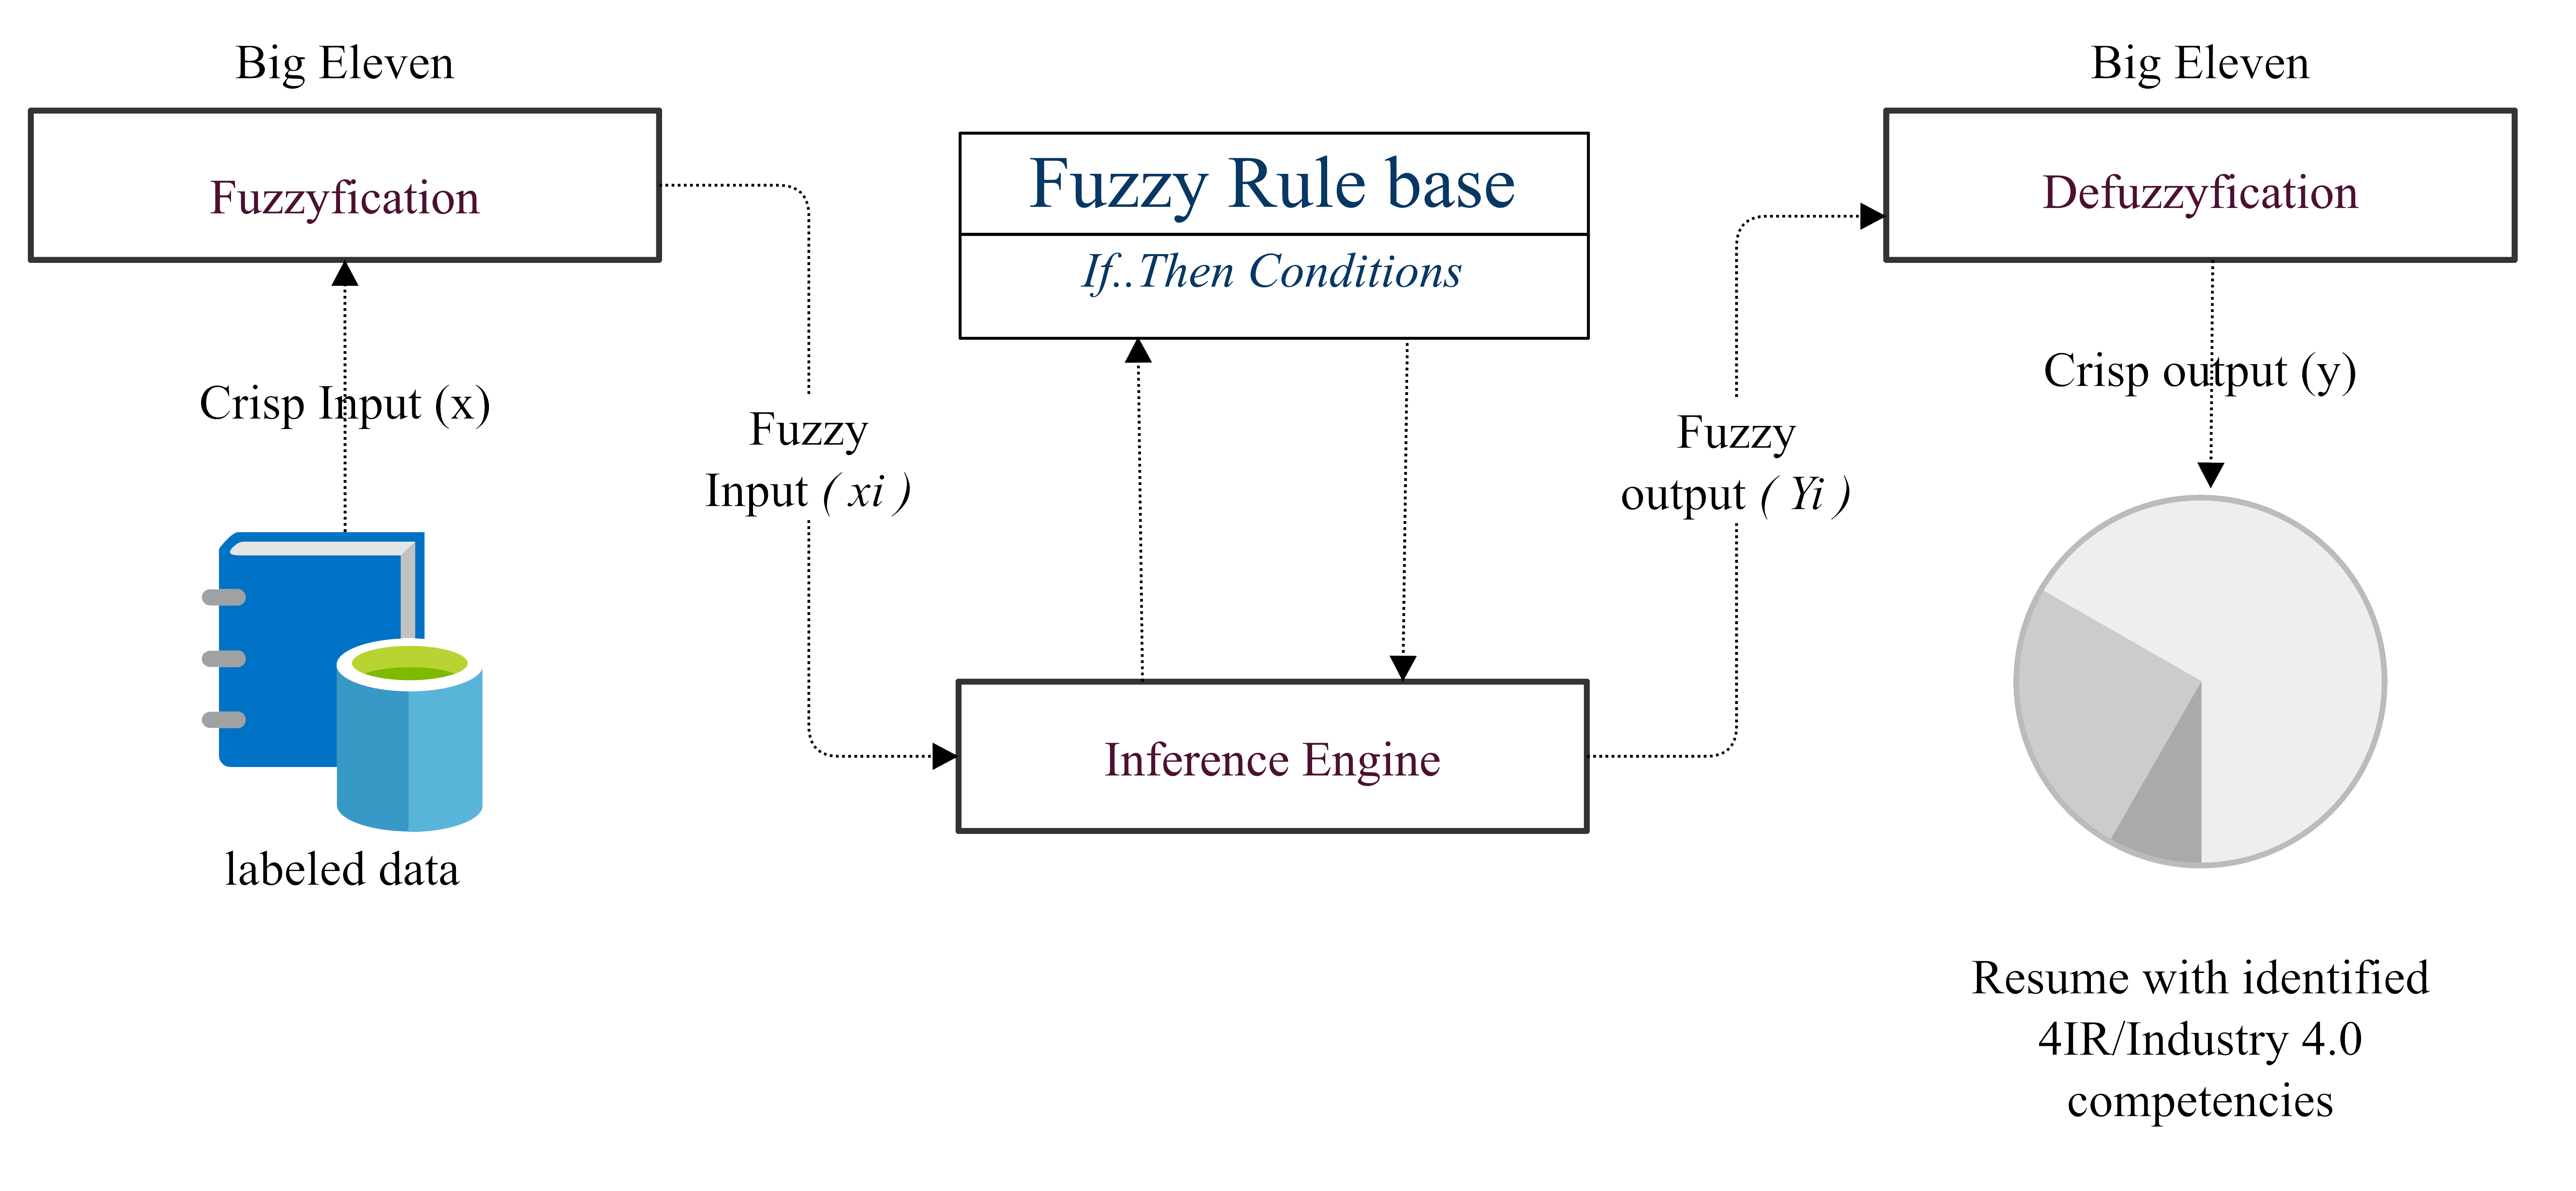 Big Eleven
Fuzzyfication
Crisp Input (x)
labeled data
Fuzzy
Input ( xi )
Fuzzy Rule base
If..Then Conditions
Inference Engine
Fuzzy
output ( Yi )
Big Eleven
Defuzzyfication
Crisp output (y)
Resume with identified
4IR/Industry 4.0
competencies